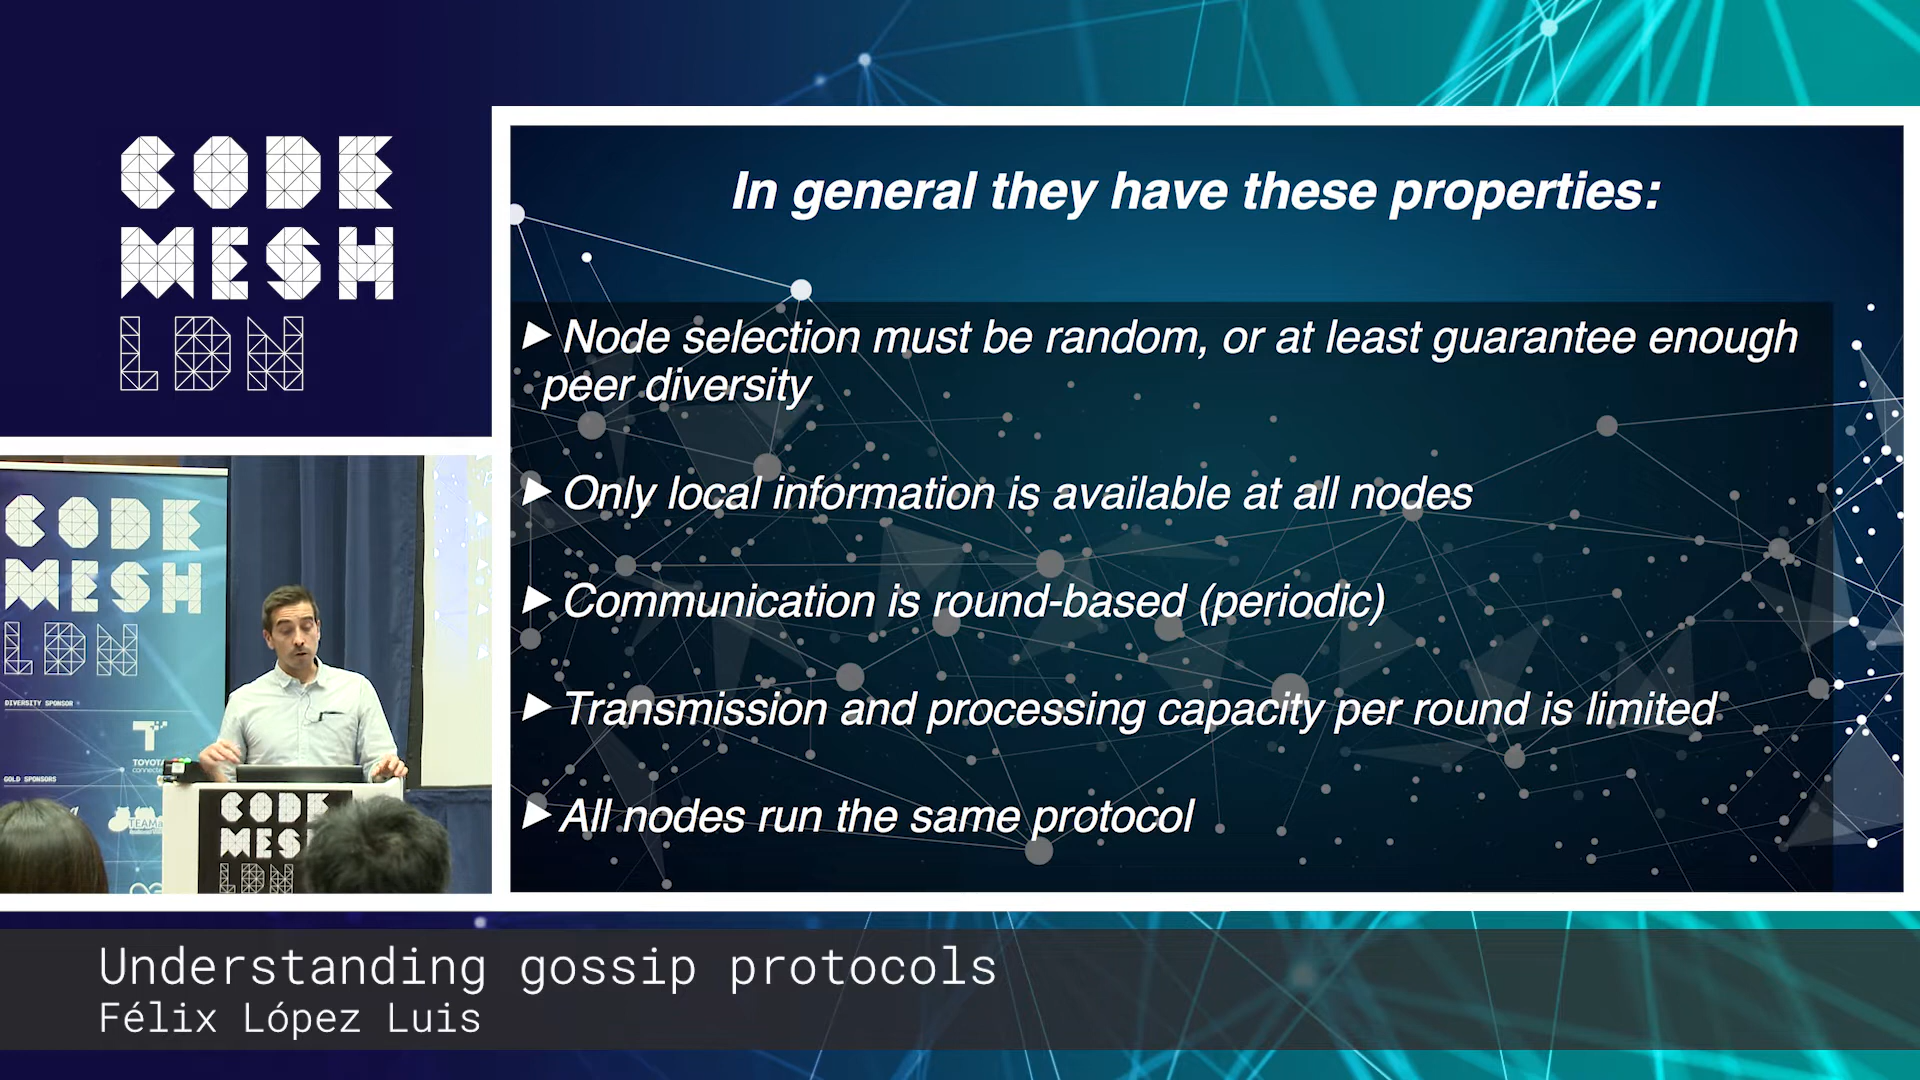 CODE
MESH
LDN
In general they have these properties:
▶ Node selection must be random, or at least guarantee enough
peer diversity
▶ Only local information is available at all nodes
▶ Communication is round-based (periodic)
▶ Transmission and processing capacity per round is limited
▶ All nodes run the same protocol
CODE
MESH
LDN
DIVERSITY SPONSOR
TOYOTA
GOLD SPONSORS
CODE
LDN
Understanding gossip protocols
Félix López Luis